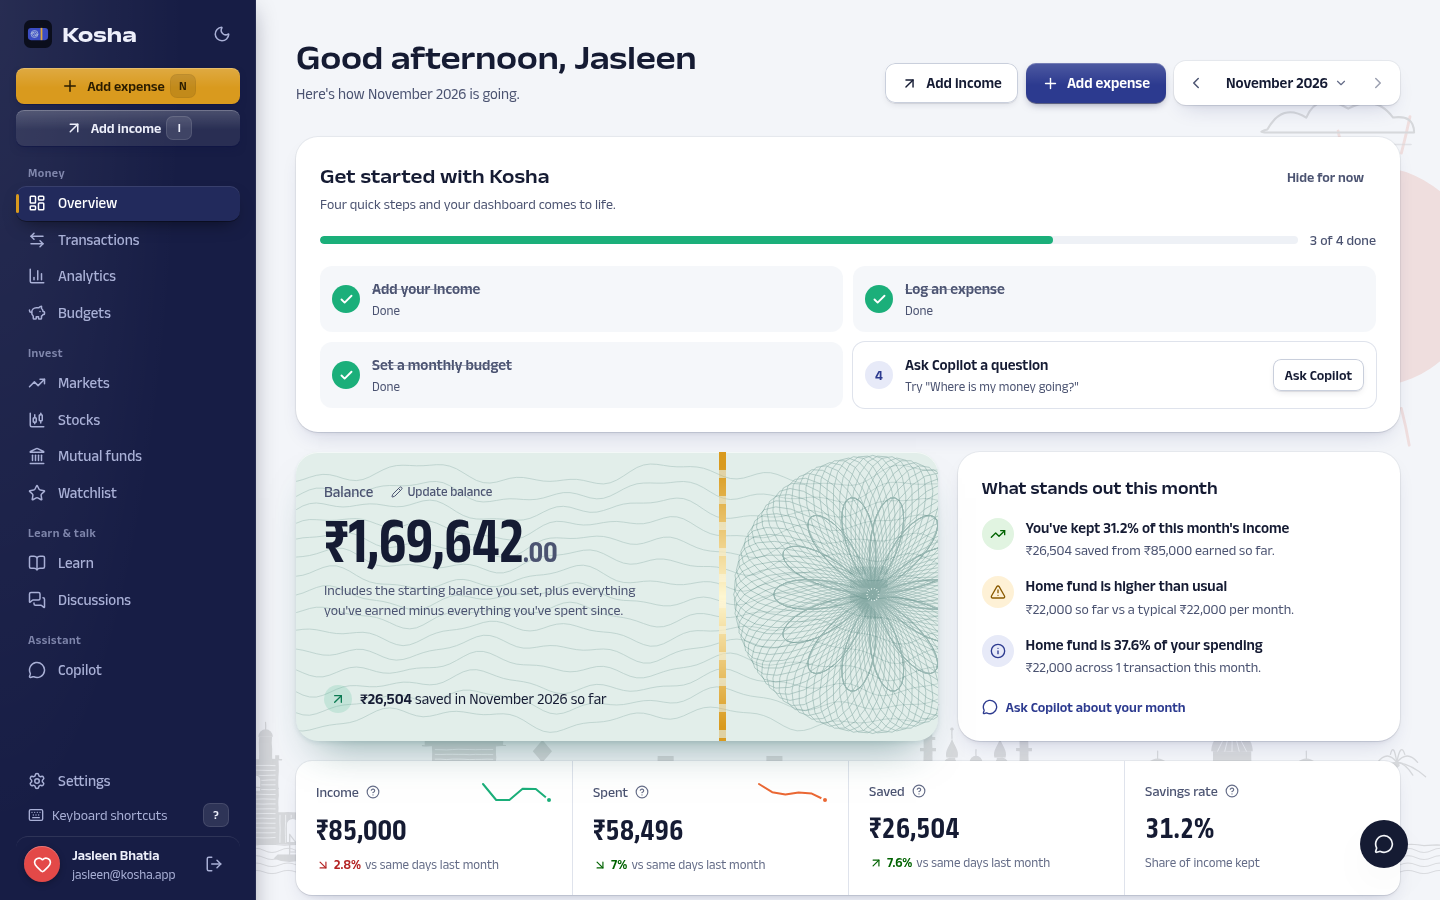 Kosha
Add expense N
Add income I
Money
Overview
Transactions
Analytics
Budgets
Invest
Markets
Stocks
Mutual funds
Watchlist
Learn & talk
Learn
Discussions
Assistant
Copilot
Settings
Keyboard shortcuts ?
Jasleen Bhatia
jasleen@kosha.app
Good afternoon, Jasleen
Here's how November 2026 is going.
Add income
Add expense
November 2026
Get started with Kosha
Four quick steps and your dashboard comes to life.
Hide for now
3 of 4 done
Add your income
Done
Log an expense
Done
Set a monthly budget
Done
4
Ask Copilot a question
Try "Where is my money going?"
Ask Copilot
Balance
Update balance
₹1,69,642.00
Includes the starting balance you set, plus everything
you've earned minus everything you've spent since.
₹26,504 saved in November 2026 so far
What stands out this month
You've kept 31.2% of this month's income
₹26,504 saved from ₹85,000 earned so far.
Home fund is higher than usual
₹22,000 so far vs a typical ₹22,000 per month.
Home fund is 37.6% of your spending
₹22,000 across 1 transaction this month.
Ask Copilot about your month
Income
₹85,000
2.8% vs same days last month
Spent
₹58,496
7% vs same days last month
Saved
₹26,504
7.6% vs same days last month
Savings rate
31.2%
Share of income kept